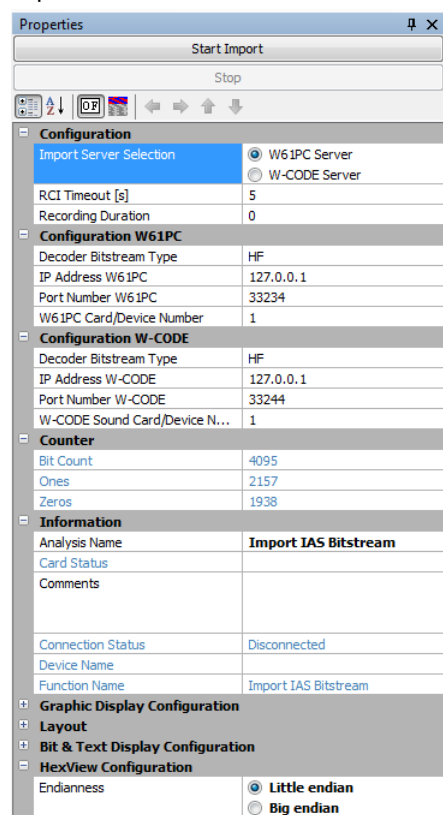 Properties
Start Import
Stop
Configuration
Import Server Selection W61PC Server
W-CODE Server
RCI Timeout [s] 5
Recording Duration 0
Configuration W61PC
Decoder Bitstream Type HF
IP Address W61PC 127.0.0.1
Port Number W61PC 33234
W61PC Card/Device Number 1
Configuration W-CODE
Decoder Bitstream Type HF
IP Address W-CODE 127.0.0.1
Port Number W-CODE 33244
W-CODE Sound Card/Device N... 1
Counter
Bit Count 4095
Ones 2157
Zeros 1938
Information
Analysis Name Import IAS Bitstream
Card Status
Comments
Connection Status Disconnected
Device Name
Function Name Import IAS Bitstream
Graphic Display Configuration
Layout
Bit & Text Display Configuration
HexView Configuration
Endianness Little endian
Big endian